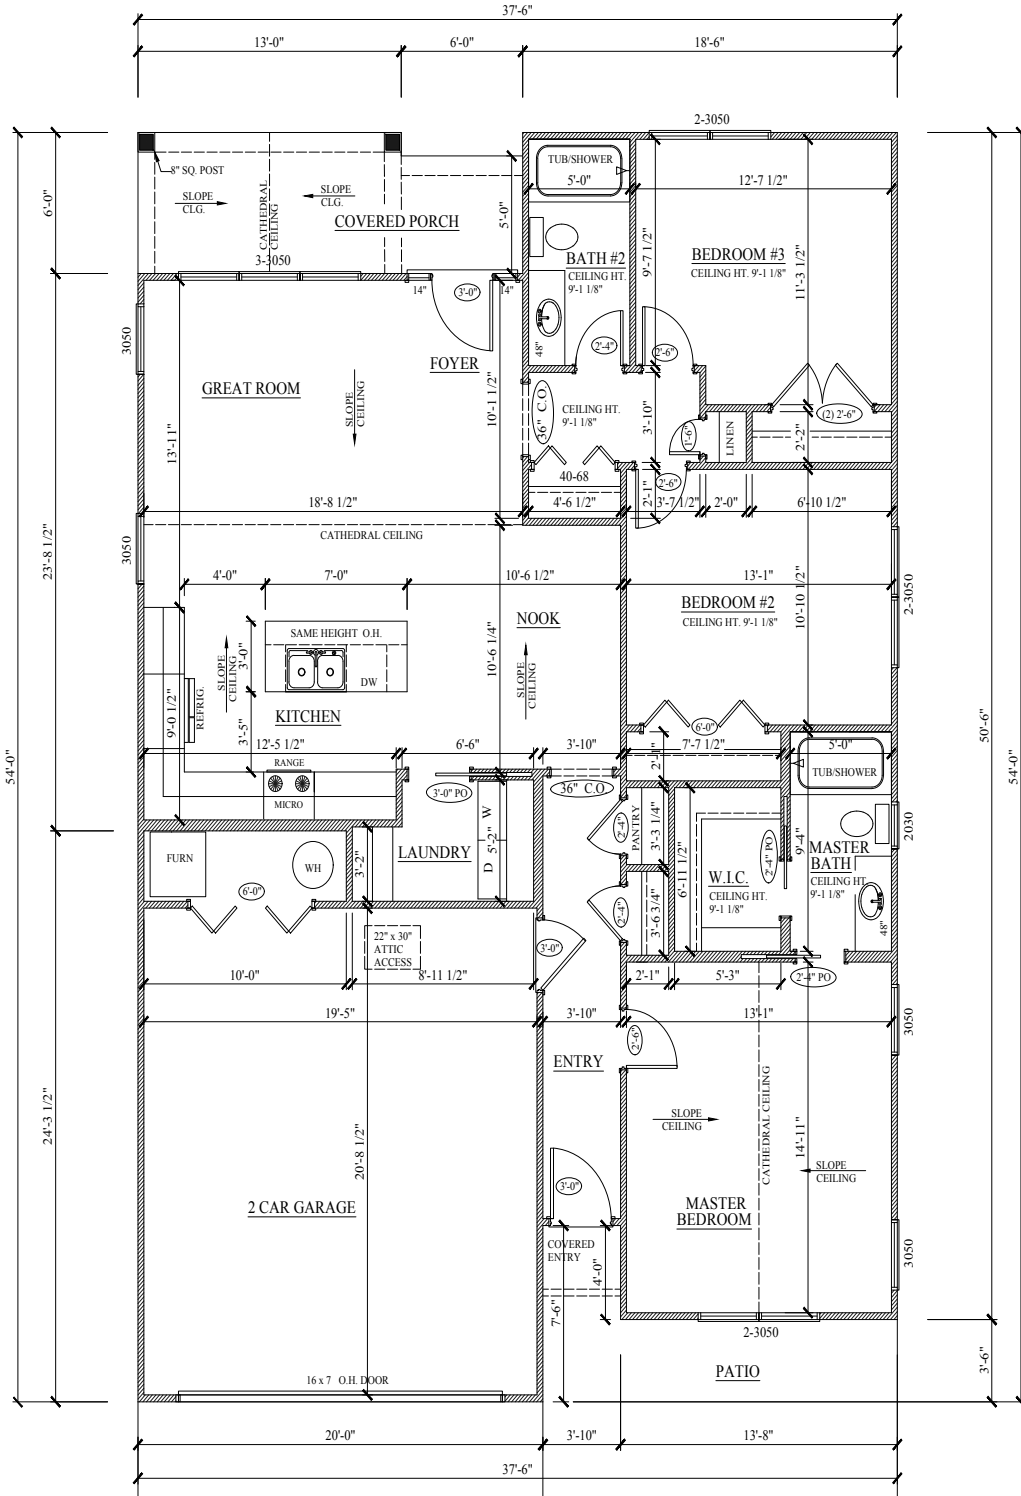 37'-6"
13'-0"
6'-0"
18'-6"
2-3050
8" SQ. POST
SLOPE
CLG.
SLOPE
CLG.
CATHEDRAL
CEILING
COVERED PORCH
3-3050
5'-0"
6'-0"
TUB/SHOWER
5'-0"
12'-7 1/2"
BATH #2
CEILING HT.
9'-1 1/8"
9'-7 1/2"
BEDROOM #3
CEILING HT. 9'-1 1/8"
11'-3 1/2"
14"
3'-0"
14"
3050
FOYER
48"
2'-4"
2'-6"
GREAT ROOM
SLOPE
CEILING
10'-1 1/2"
36" C.O.
CEILING HT.
9'-1 1/8"
3'-10"
1'-6"
LINEN
(2) 2'-6"
2'-2"
13'-11"
40-68
2'-1"
2'-6"
18'-8 1/2"
4'-6 1/2"
3'-7 1/2"
2'-0"
6'-10 1/2"
CATHEDRAL CEILING
3050
23'-8 1/2"
4'-0"
7'-0"
10'-6 1/2"
13'-1"
10'-10 1/2"
2-3050
NOOK
BEDROOM #2
CEILING HT. 9'-1 1/8"
SAME HEIGHT O.H.
DW
3'-0"
SLOPE
CEILING
10'-6 1/4"
SLOPE
CEILING
REFRIG.
9'-0 1/2"
3'-5"
KITCHEN
6'-0"
12'-5 1/2"
6'-6"
3'-10"
2'-1"
7'-7 1/2"
5'-0"
54'-0"
50'-6"
54'-0"
RANGE
MICRO
3'-0" PO
36" C.O.
TUB/SHOWER
W
5'-2"
D
2'-4"
PANTRY
3'-3 1/4"
2'-4" PO
9'-4"
2030
FURN
WH
3'-2"
LAUNDRY
MASTER
BATH
CEILING HT.
9'-1 1/8"
6'-11 1/2"
W.I.C.
CEILING HT.
9'-1 1/8"
6'-0"
2'-4"
3'-6 3/4"
48"
22" x 30"
ATTIC
ACCESS
3'-0"
10'-0"
8'-11 1/2"
2'-1"
5'-3"
2'-4" PO
19'-5"
3'-10"
13'-1"
3050
2'-6"
ENTRY
24'-3 1/2"
20'-8 1/2"
SLOPE
CEILING
CATHEDRAL CEILING
14'-11"
SLOPE
CEILING
3'-0"
2 CAR GARAGE
MASTER
BEDROOM
COVERED
ENTRY
4'-0"
7'-6"
3050
2-3050
3'-6"
PATIO
16 x 7 O.H. DOOR
20'-0"
3'-10"
13'-8"
37'-6"